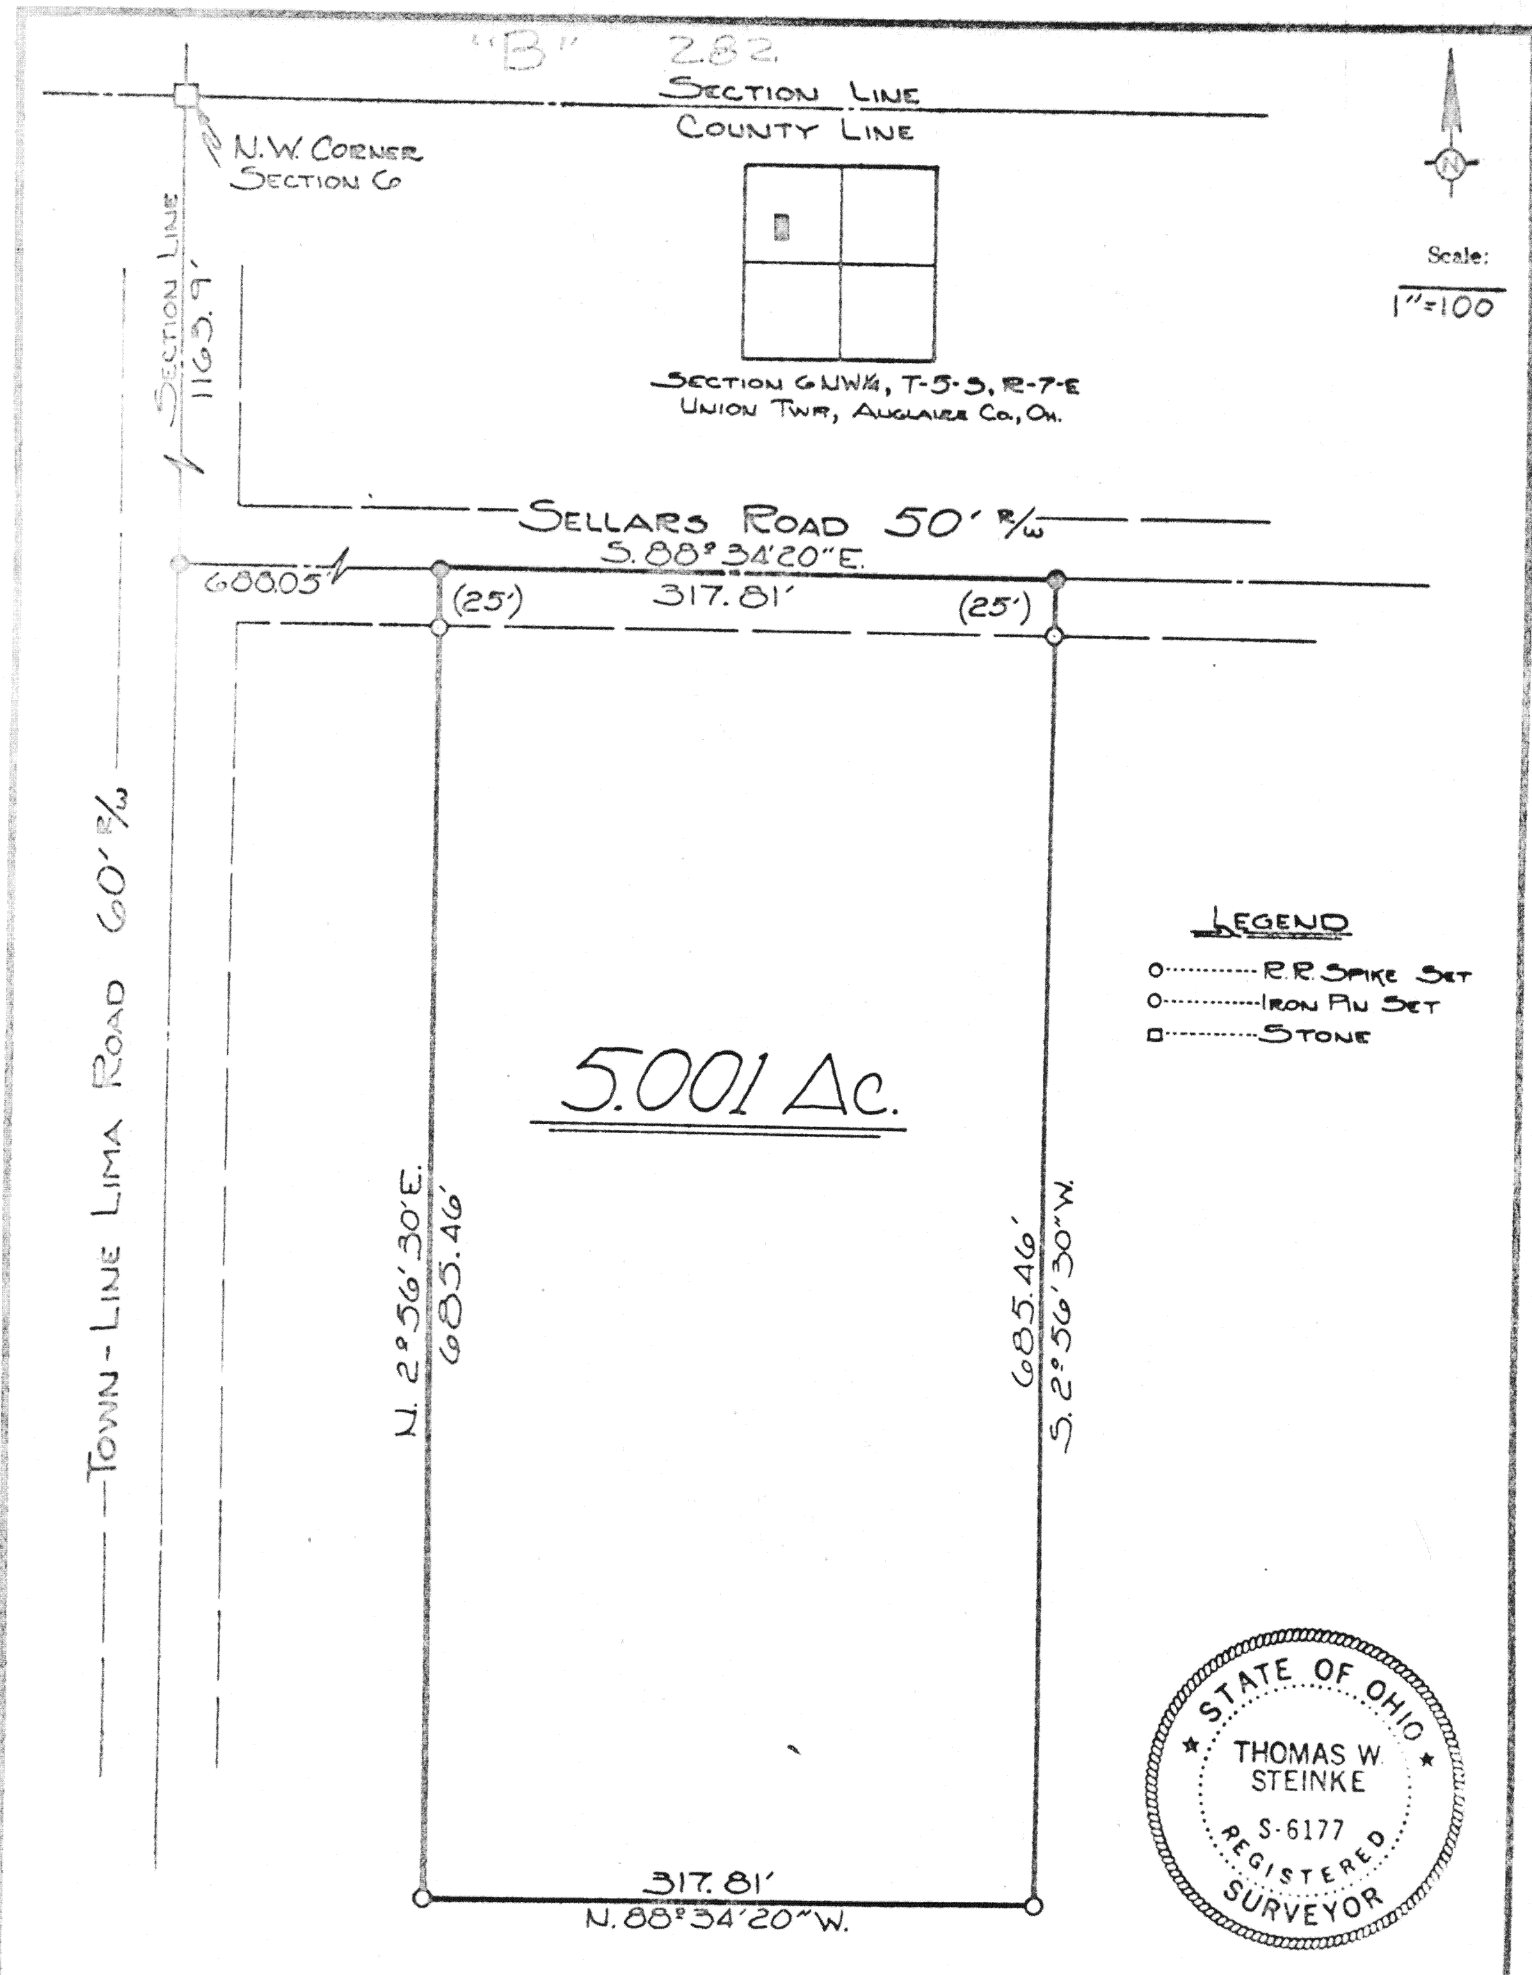 "B" 282
SECTION LINE
COUNTY LINE
N.W. CORNER
SECTION 6
N
Scale:
1"=100
SECTION LINE
1163.9'
SECTION 6 NW¼, T-5-S, R-7-E
UNION TWP., AUGLAIZE CO., OH.
SELLARS ROAD 50' R/W
S. 88° 34' 20" E.
688.05'
(25')
317.81'
(25')
TOWN-LINE LIMA ROAD 60' R/W
LEGEND
R.R. SPIKE SET
IRON PIN SET
STONE
5.001 AC.
N. 2° 56' 30" E.
685.46'
685.46'
S. 2° 56' 30" W.
317.81'
N. 88° 34' 20" W.
STATE OF OHIO
THOMAS W.
STEINKE
S-6177
REGISTERED
SURVEYOR